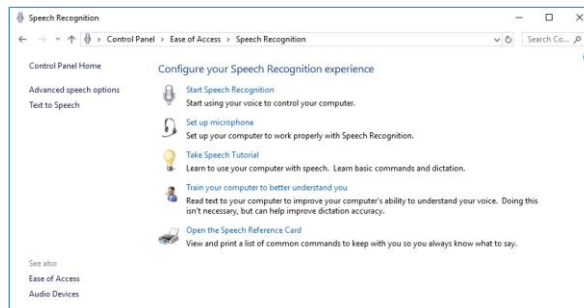 Speech Recognition
Control Panel > Ease of Access > Speech Recognition
Search Co...
Control Panel Home
Advanced speech options
Text to Speech
Configure your Speech Recognition experience
Start Speech Recognition
Start using your voice to control your computer.
Set up microphone
Set up your computer to work properly with Speech Recognition.
Take Speech Tutorial
Learn to use your computer with speech. Learn basic commands and dictation.
Train your computer to better understand you
Read text to your computer to improve your computer's ability to understand your voice. Doing this
isn't necessary, but can help improve dictation accuracy.
Open the Speech Reference Card
View and print a list of common commands to keep with you so you always know what to say.
See also
Ease of Access
Audio Devices